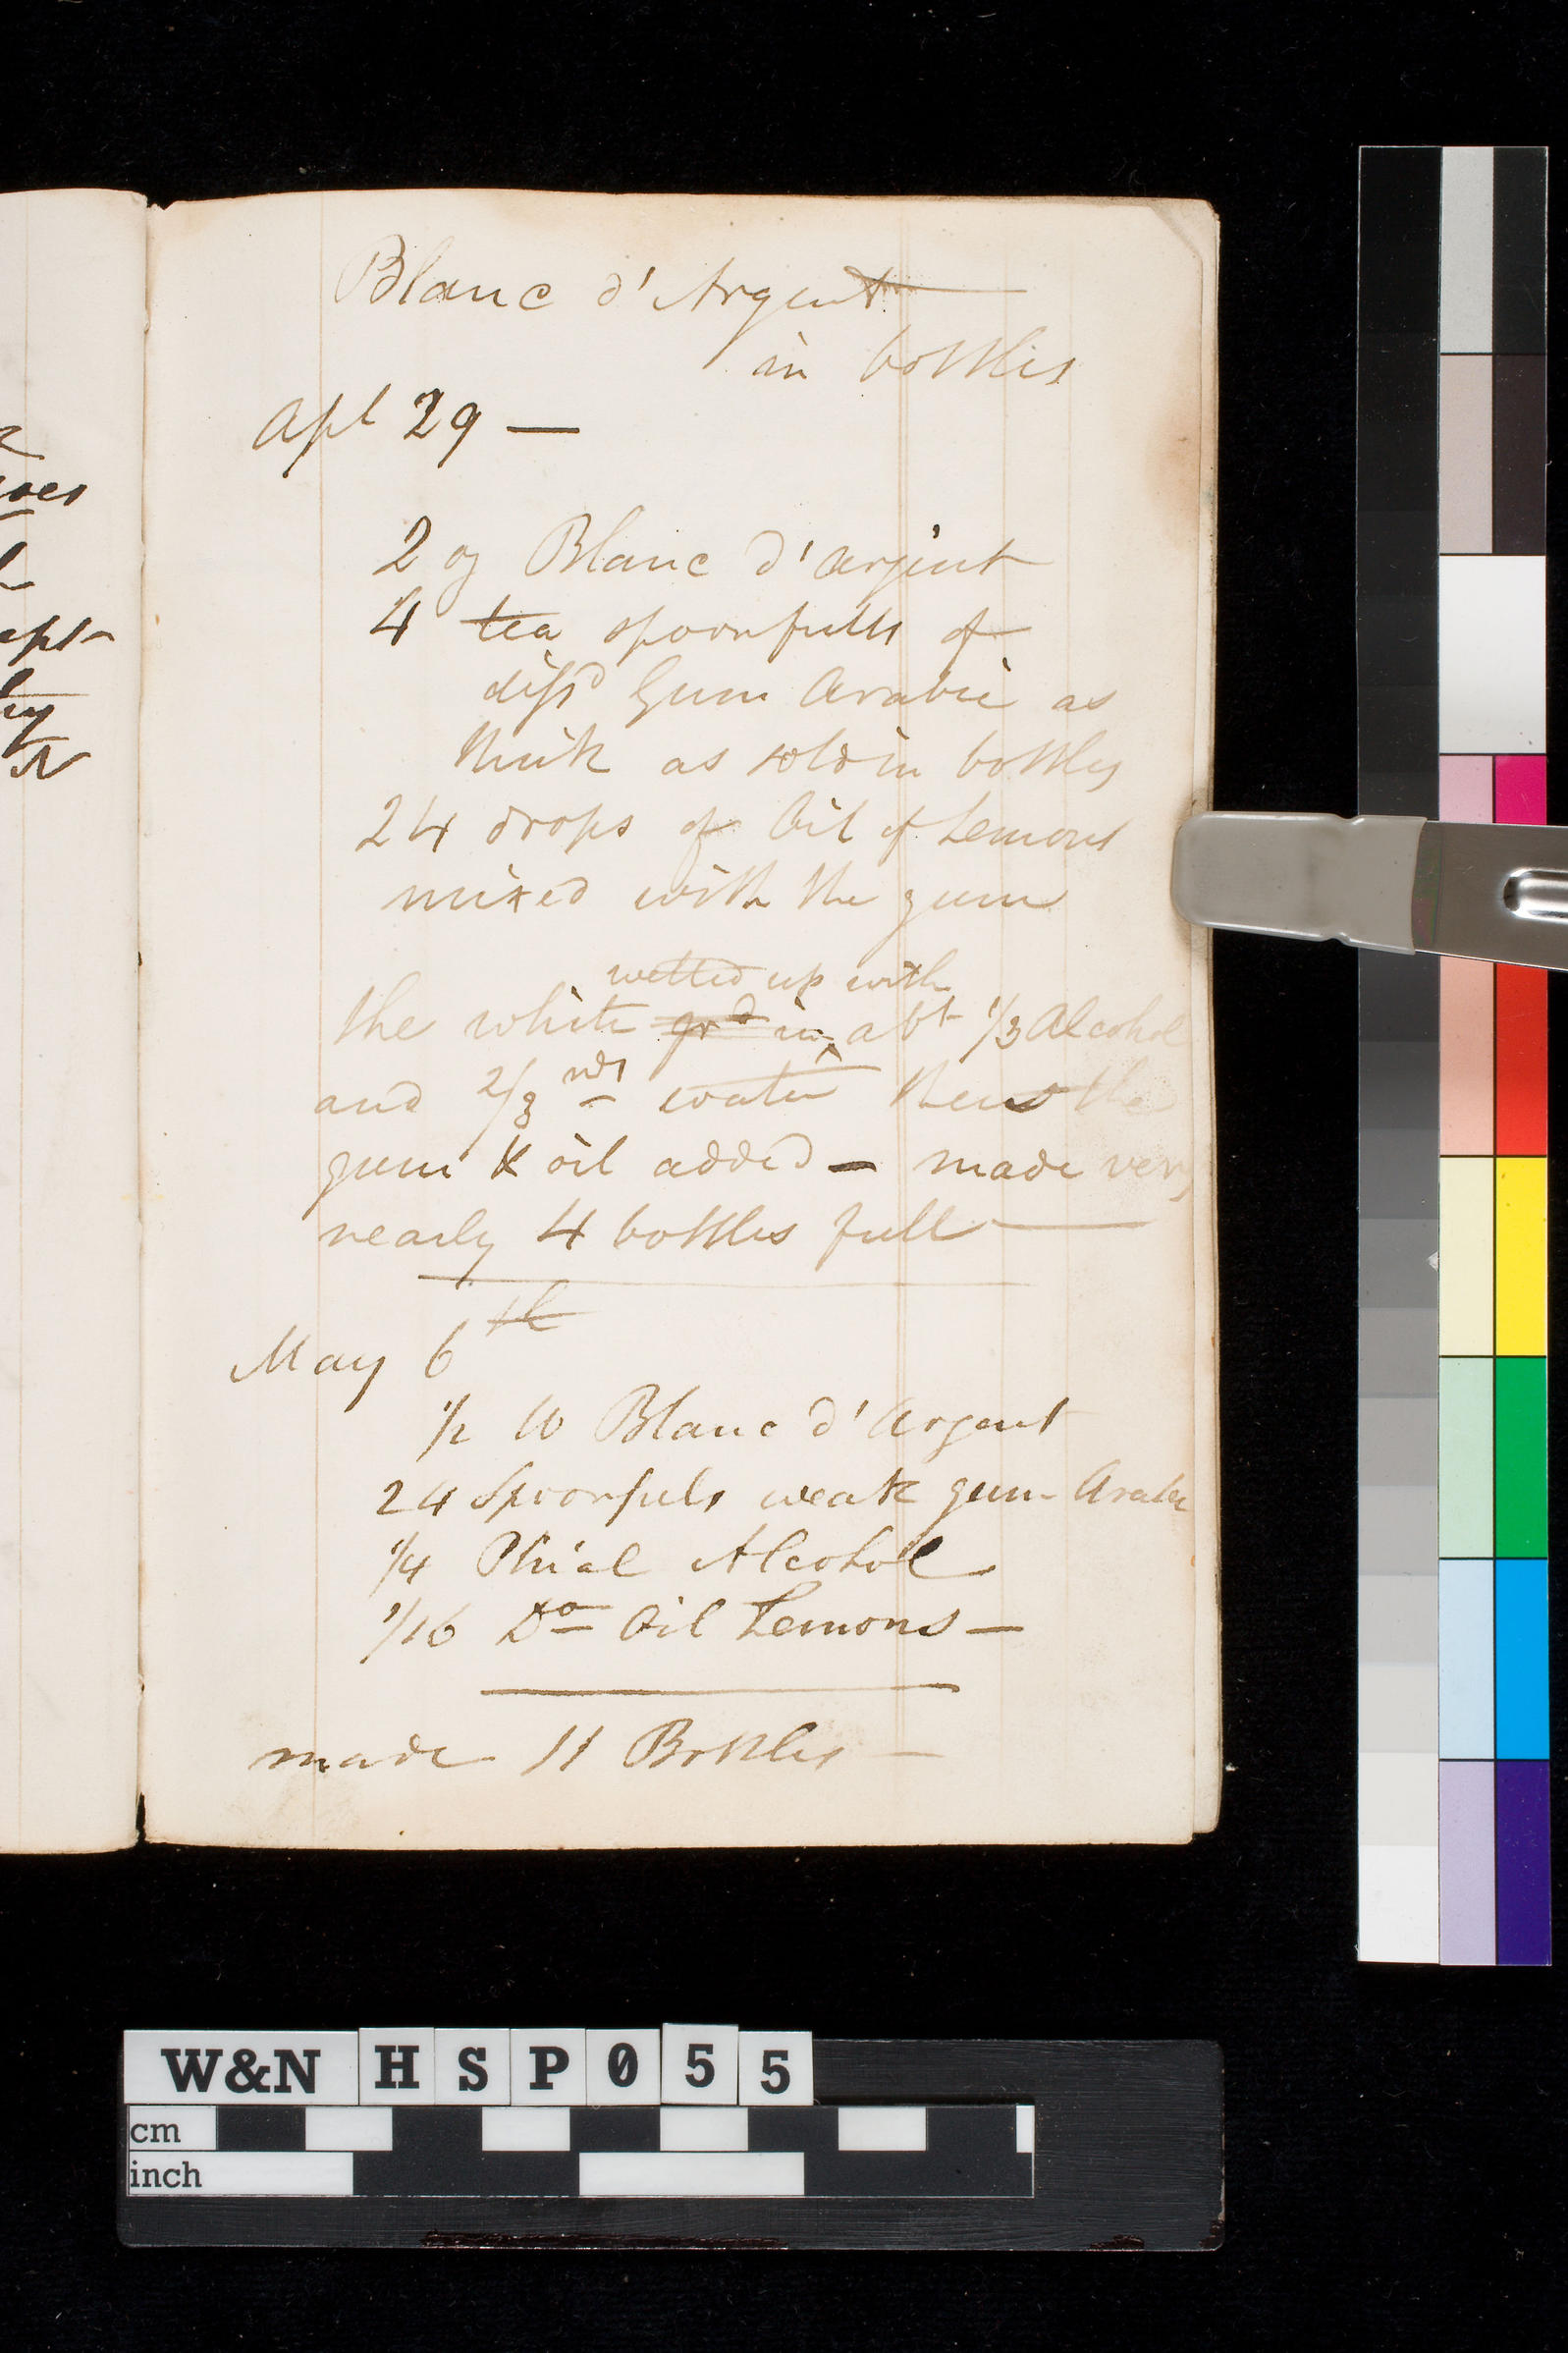 Blanc d'Argent
in bottles
Apl 29 —
2 oz Blanc d'argent
4 tea spoonfulls of
diss'd Gum Arabic as
thick as sold in bottles
24 drops of Oil of Lemons
mixed with the gum
wetted up with
the white gr^d in abt 1/3 Alcohol
and 2/3 rds water then the
gum & oil added — made very
nearly 4 bottles full —
May 6th
1/2 lb Blanc d'Argent
24 Spoonfuls weak gum Arabic
1/4 Phial Alcohol
1/16 Do Oil Lemons —
made 11 Bottles —
W&N HSP055
cm
inch